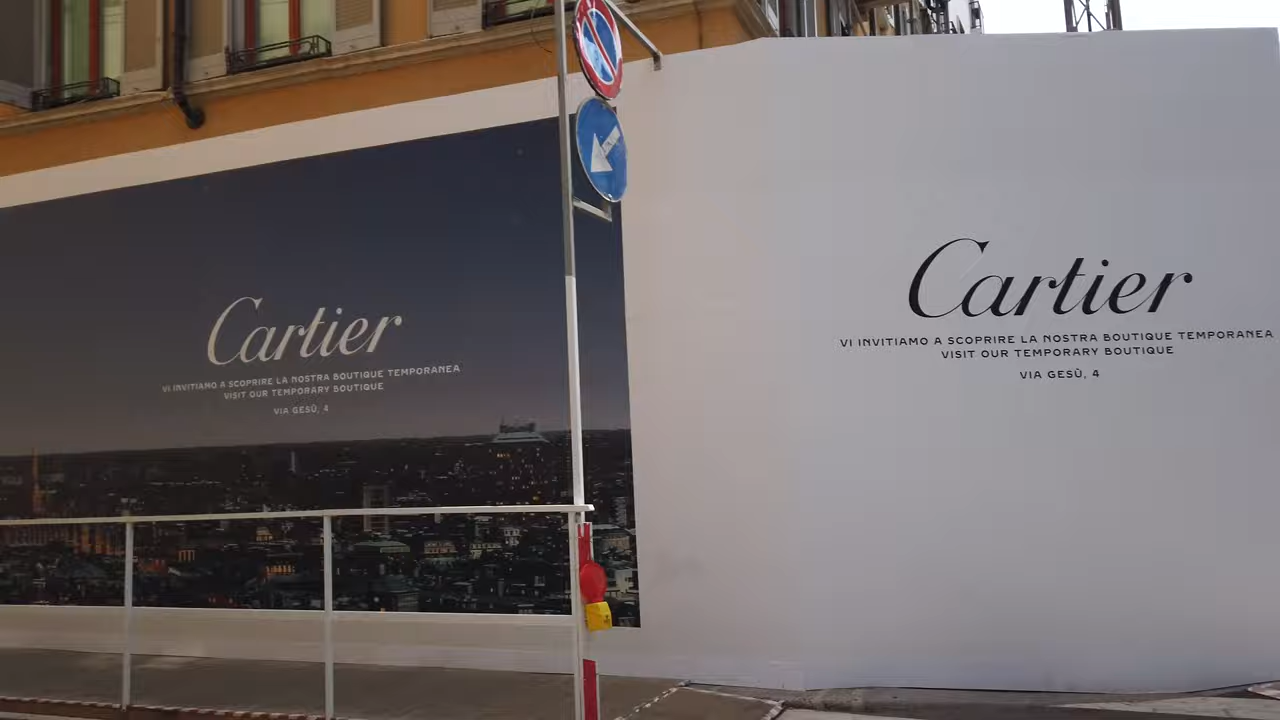 Cartier
VI INVITIAMO A SCOPRIRE LA NOSTRA BOUTIQUE TEMPORANEA
VISIT OUR TEMPORARY BOUTIQUE
VIA GESÙ, 4
Cartier
VI INVITIAMO A SCOPRIRE LA NOSTRA BOUTIQUE TEMPORANEA
VISIT OUR TEMPORARY BOUTIQUE
VIA GESÙ, 4